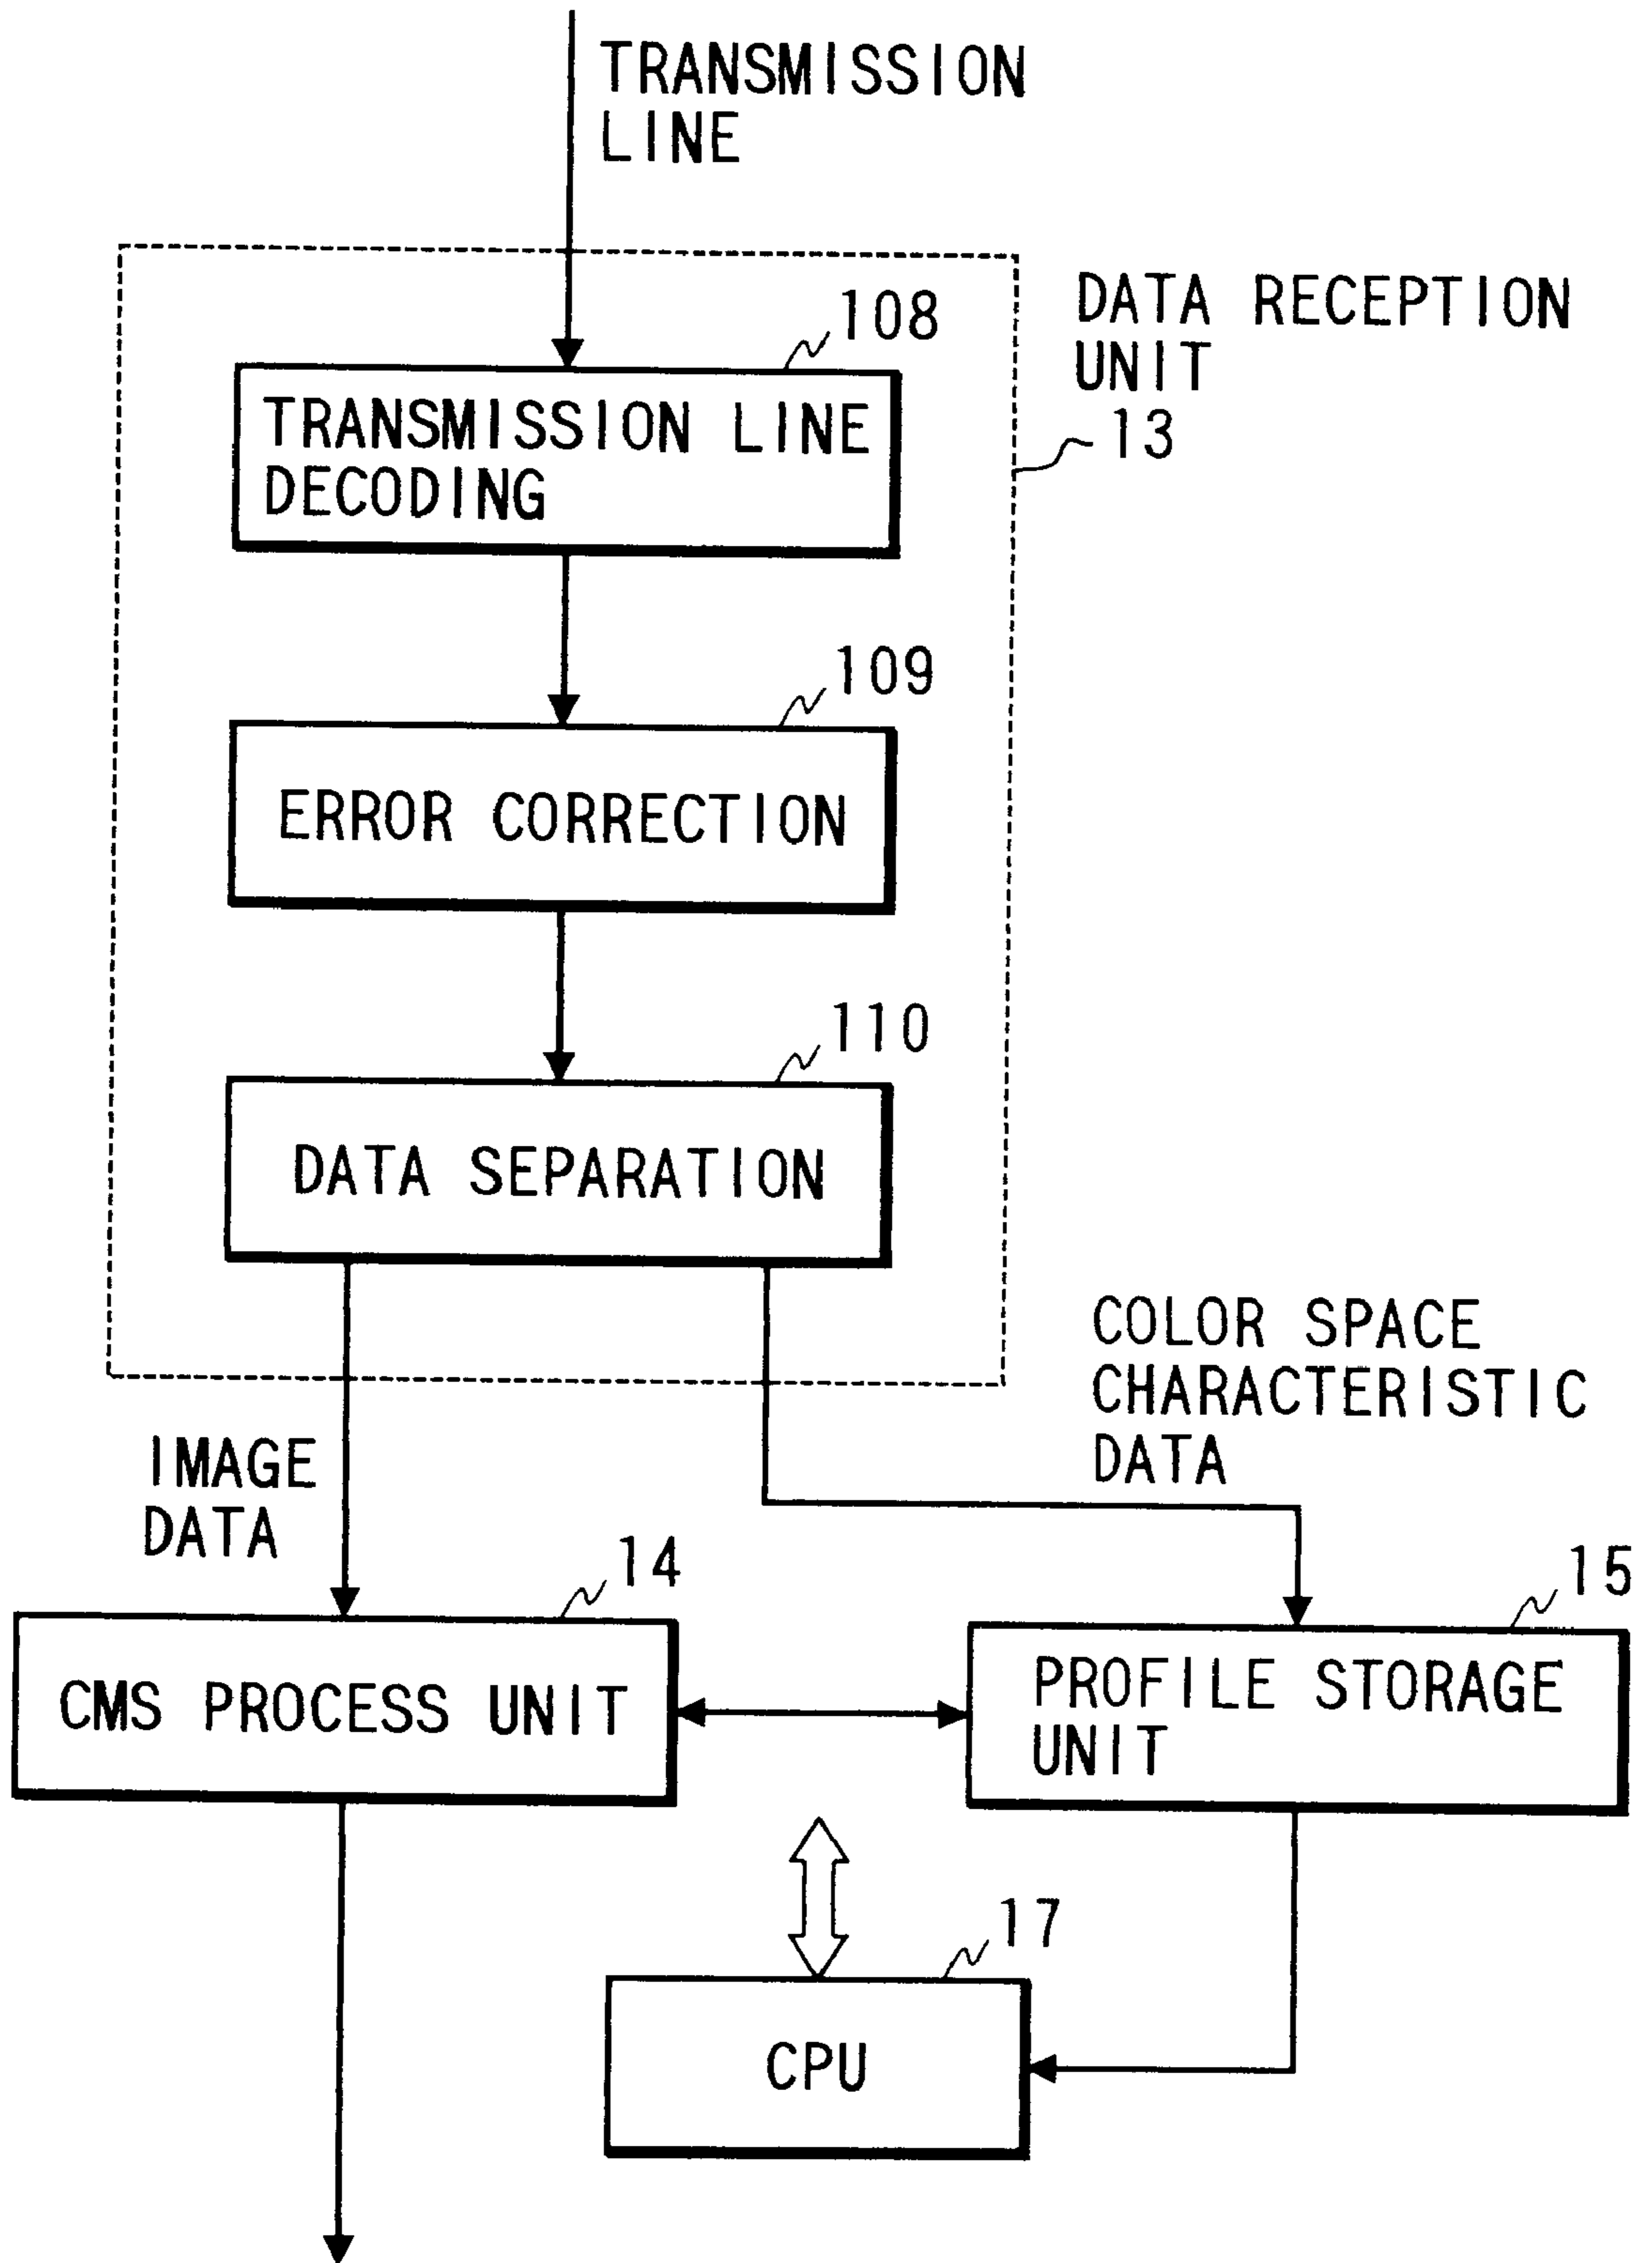 TRANSMISSION
LINE
DATA RECEPTION
UNIT
13
108
TRANSMISSION LINE
DECODING
109
ERROR CORRECTION
110
DATA SEPARATION
COLOR SPACE
CHARACTERISTIC
DATA
IMAGE
DATA
14
CMS PROCESS UNIT
15
PROFILE STORAGE
UNIT
17
CPU